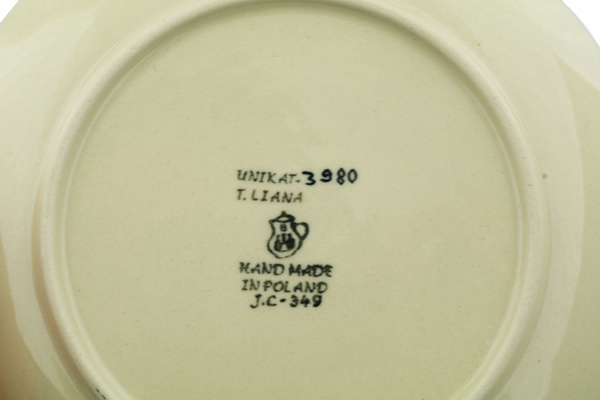 UNIKAT-3980
T. LIANA
HAND MADE
IN POLAND
J.C-349